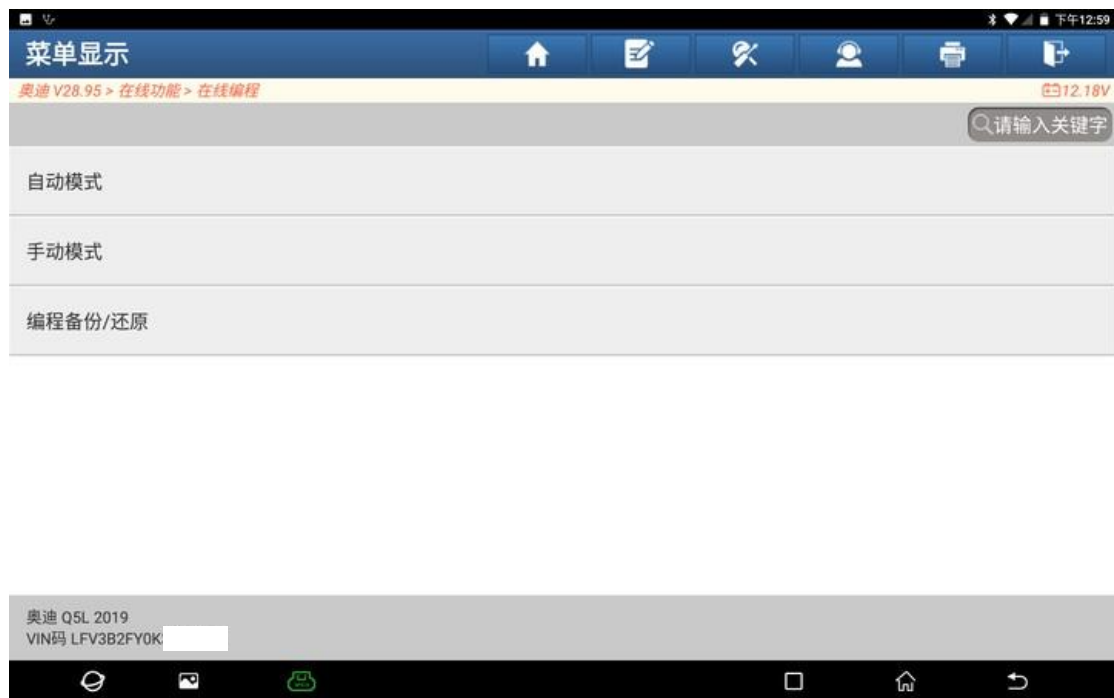 下午12:59
菜单显示
奥迪 V28.95 > 在线功能 > 在线编程
12.18V
请输入关键字
自动模式
手动模式
编程备份/还原
奥迪 Q5L 2019
VIN码 LFV3B2FY0K